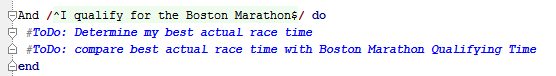 And /^I qualify for the Boston Marathon$/ do
#ToDo: Determine my best actual race time
#ToDo: compare best actual race time with Boston Marathon Qualifying Time
end